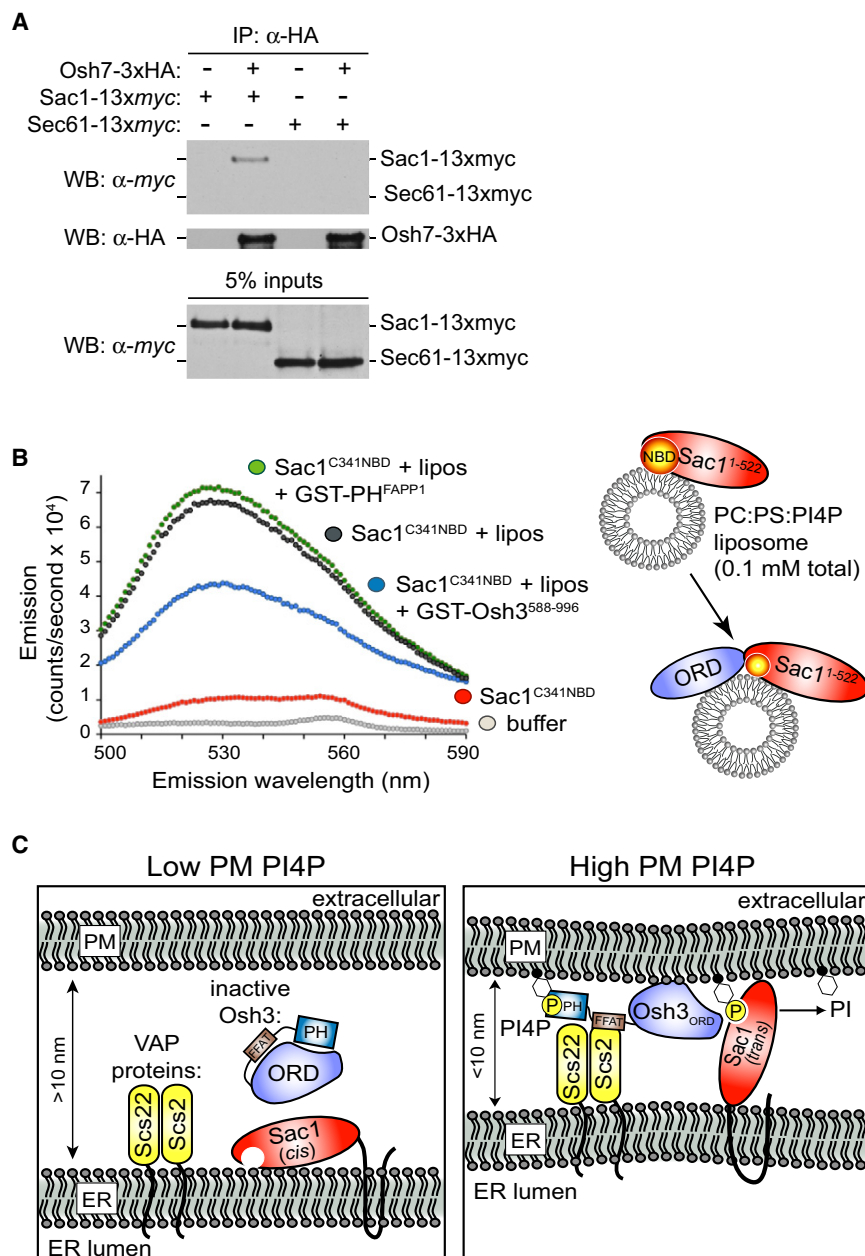 A
IP: α-HA
Osh7-3xHA: - + - +
Sac1-13xmyc: + + - -
Sec61-13xmyc: - - + +
WB: α-myc
Sac1-13xmyc
Sec61-13xmyc
WB: α-HA
Osh7-3xHA
5% inputs
WB: α-myc
Sac1-13xmyc
Sec61-13xmyc
B
Emission
(counts/second x 10⁴)
7
6
5
4
3
2
1
0
500 530 560 590
Emission wavelength (nm)
Sac1C341NBD + lipos
+ GST-PHFAPP1
Sac1C341NBD + lipos
Sac1C341NBD + lipos
+ GST-Osh3588-996
Sac1C341NBD
buffer
NBD
Sac11-522
PC:PS:PI4P
liposome
(0.1 mM total)
ORD
Sac11-522
C
Low PM PI4P
extracellular
PM
>10 nm
inactive
Osh3:
FFAT
PH
ORD
VAP
proteins:
Scs22
Scs2
Sac1
(cis)
ER
ER lumen
High PM PI4P
extracellular
PM
<10 nm
P
PH
PI4P
FFAT
Osh3ORD
P
PI
Scs22
Scs2
Sac1
(trans)
ER
ER lumen